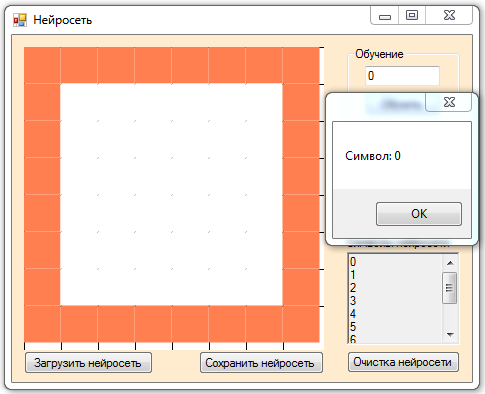 Нейросеть
Обучение
0
Символ: 0
OK
0
1
2
3
4
5
6
Загрузить нейросеть
Сохранить нейросеть
Очистка нейросети